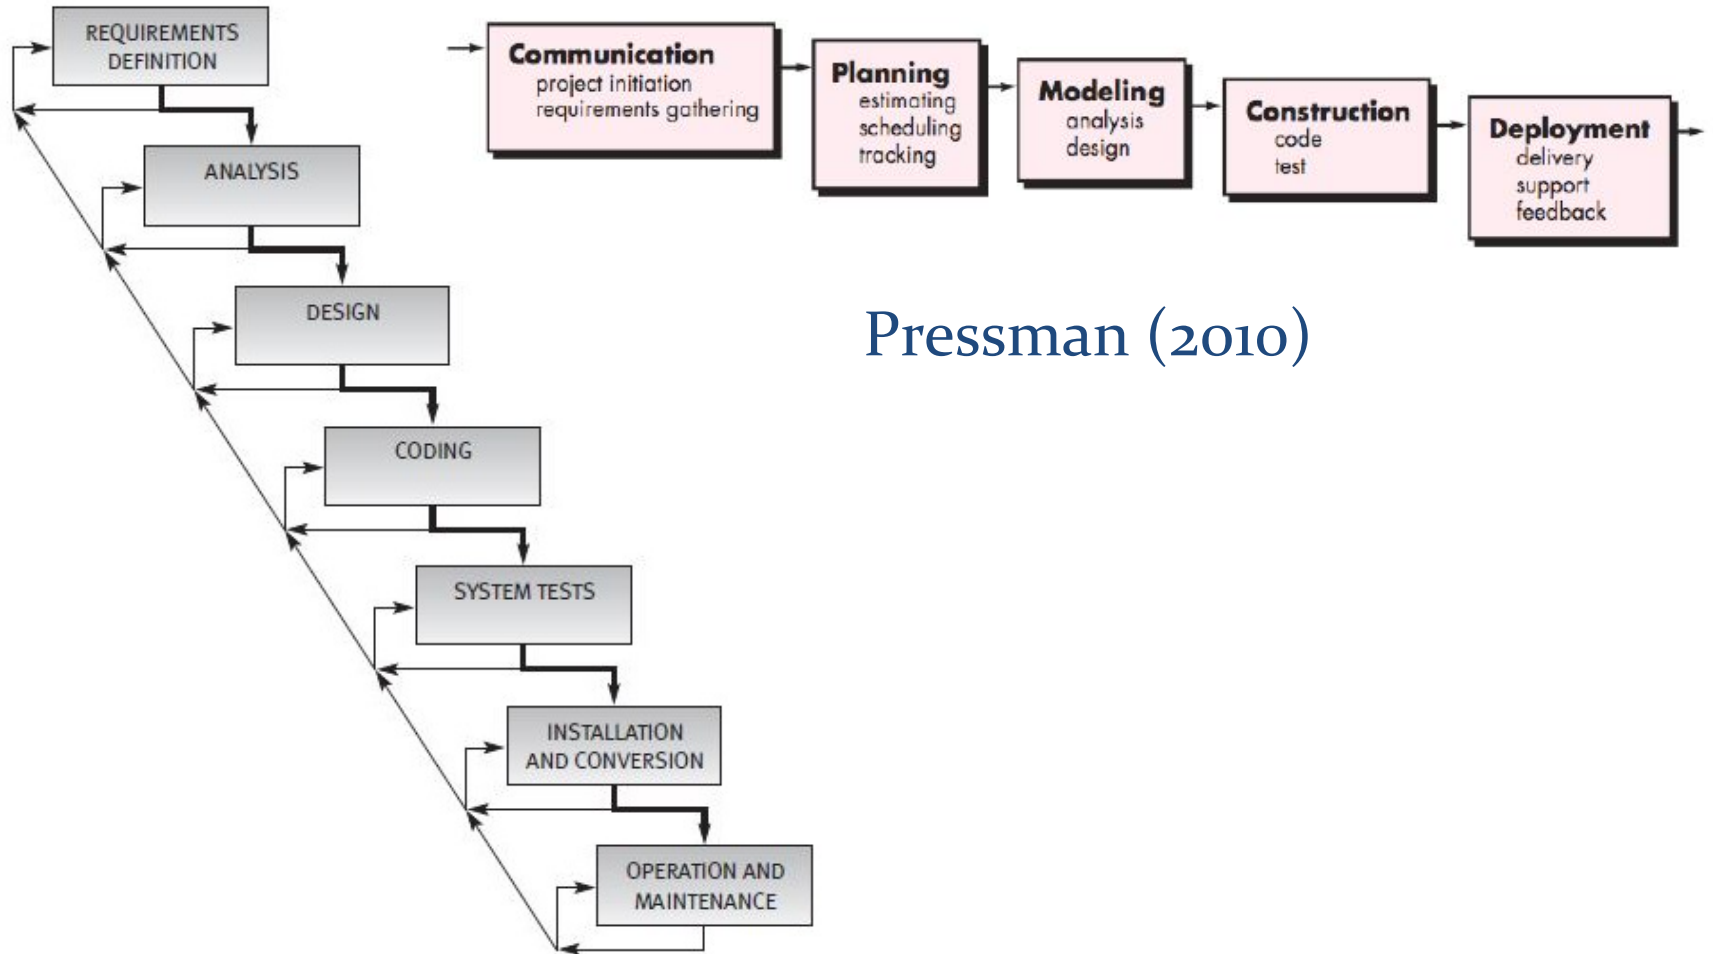 REQUIREMENTS
DEFINITION
ANALYSIS
DESIGN
CODING
SYSTEM TESTS
INSTALLATION
AND CONVERSION
OPERATION AND
MAINTENANCE
Communication
project initiation
requirements gathering
Planning
estimating
scheduling
tracking
Modeling
analysis
design
Construction
code
test
Deployment
delivery
support
feedback
Pressman (2010)